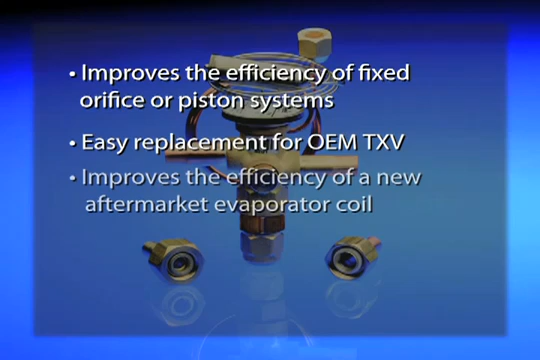 • Improves the efficiency of fixed
orifice or piston systems
• Easy replacement for OEM TXV
• Improves the efficiency of a new
aftermarket evaporator coil